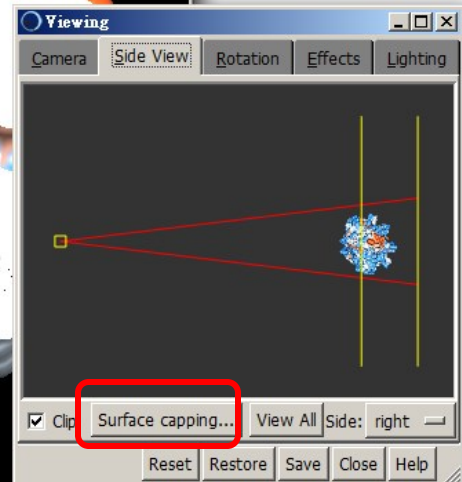 Viewing
Camera Side View Rotation Effects Lighting
Clip Surface capping... View All Side: right
Reset Restore Save Close Help